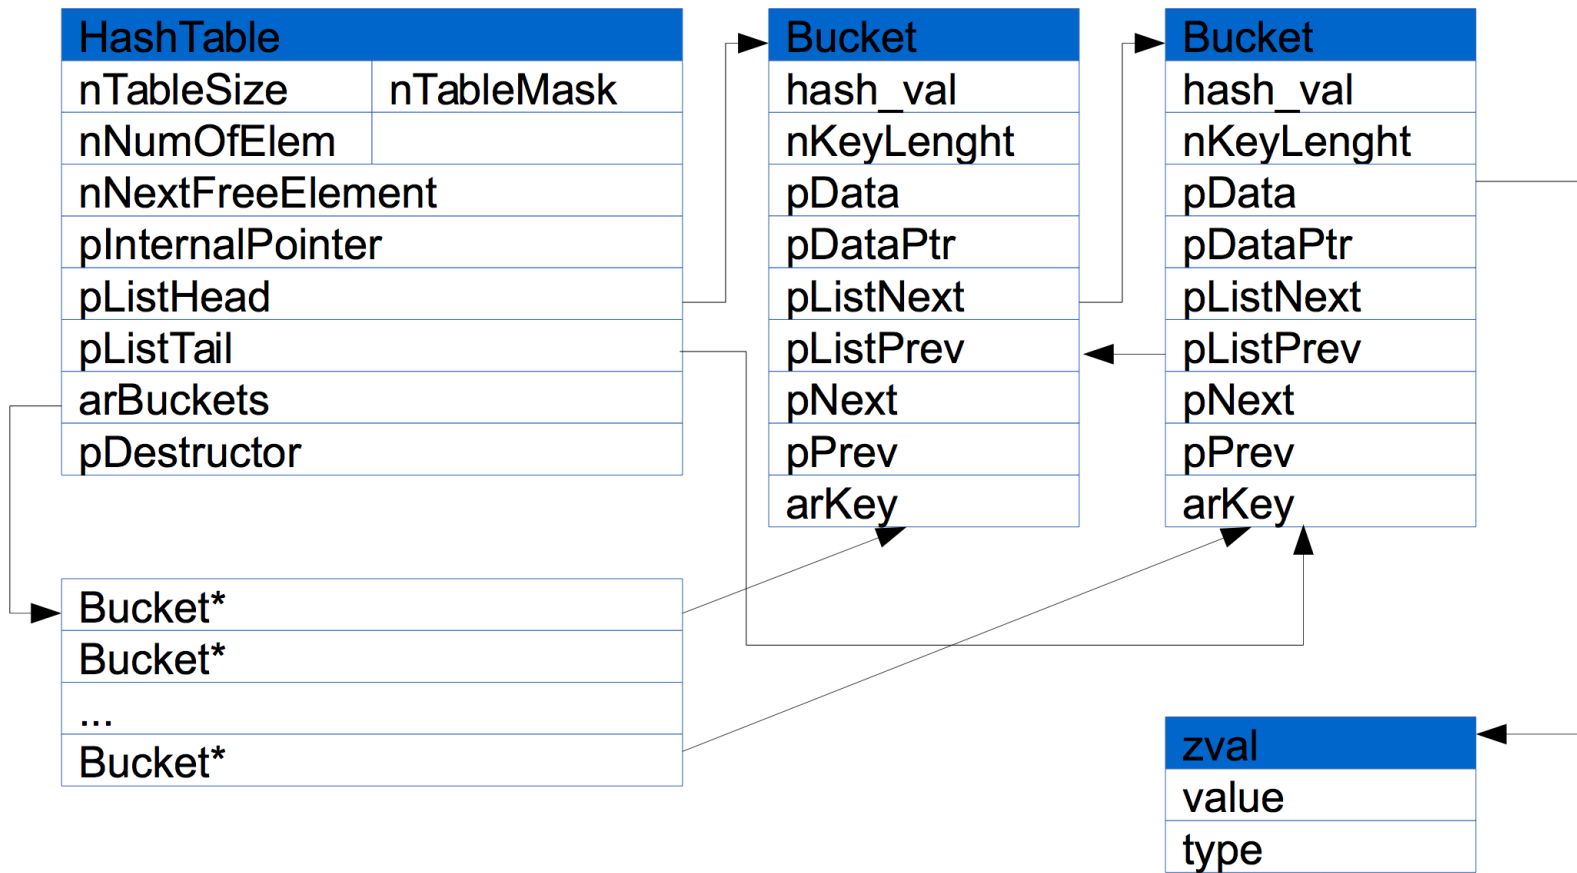 HashTable
nTableSize nTableMask
nNumOfElem
nNextFreeElement
pInternalPointer
pListHead
pListTail
arBuckets
pDestructor
Bucket*
Bucket*
...
Bucket*
Bucket
hash_val
nKeyLenght
pData
pDataPtr
pListNext
pListPrev
pNext
pPrev
arKey
Bucket
hash_val
nKeyLenght
pData
pDataPtr
pListNext
pListPrev
pNext
pPrev
arKey
zval
value
type